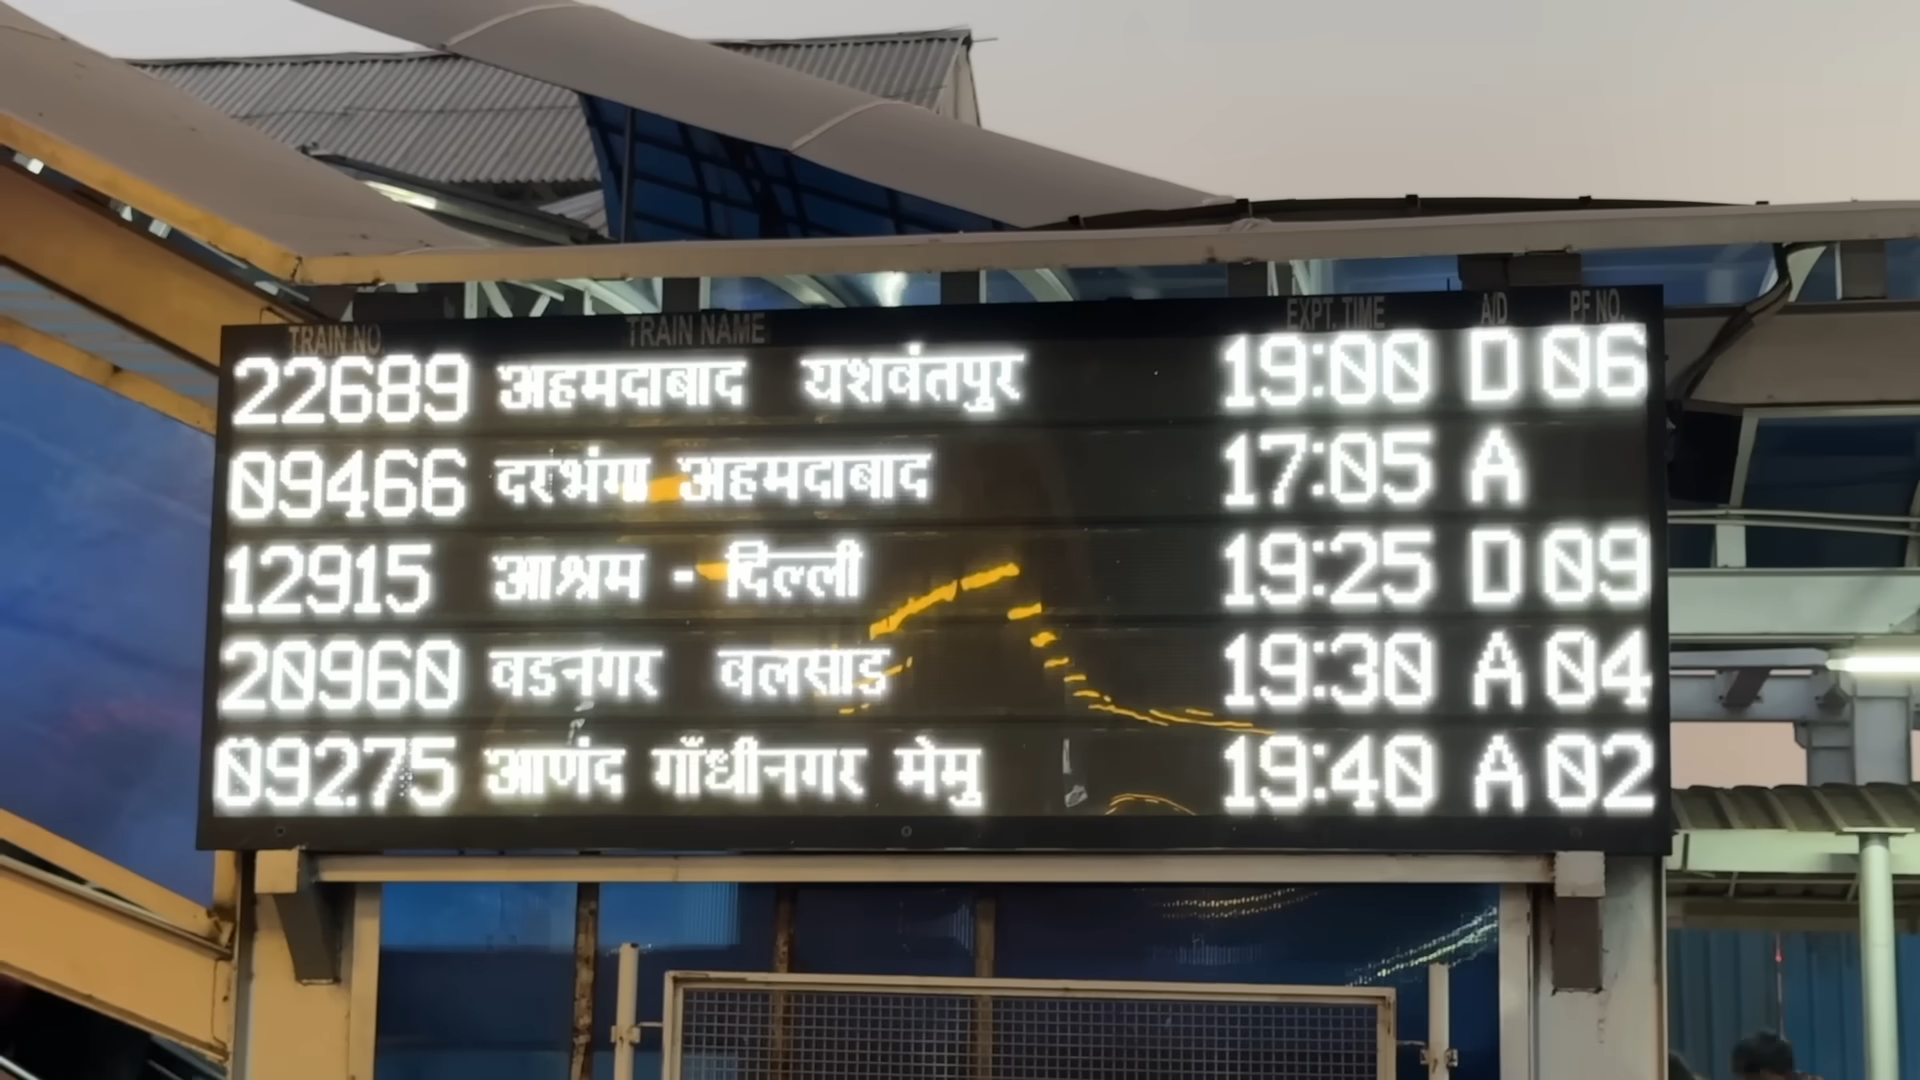 TRAIN NO TRAIN NAME EXPT. TIME A/D PF NO.
22689 अहमदाबाद यशवंतपुर 19:00 D 06
09466 दरभंगा अहमदाबाद 17:05 A
12915 आश्रम - दिल्ली 19:25 D 09
20960 वडनगर वलसाड 19:30 A 04
09275 आणंद गाँधीनगर मेमु 19:40 A 02